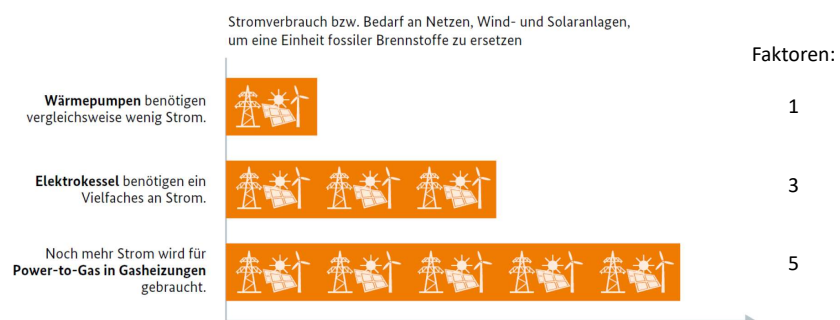 Stromverbrauch bzw. Bedarf an Netzen, Wind- und Solaranlagen,
um eine Einheit fossiler Brennstoffe zu ersetzen
Faktoren:
Wärmepumpen benötigen
vergleichsweise wenig Strom.
1
Elektrokessel benötigen ein
Vielfaches an Strom.
3
Noch mehr Strom wird für
Power-to-Gas in Gasheizungen
gebraucht.
5